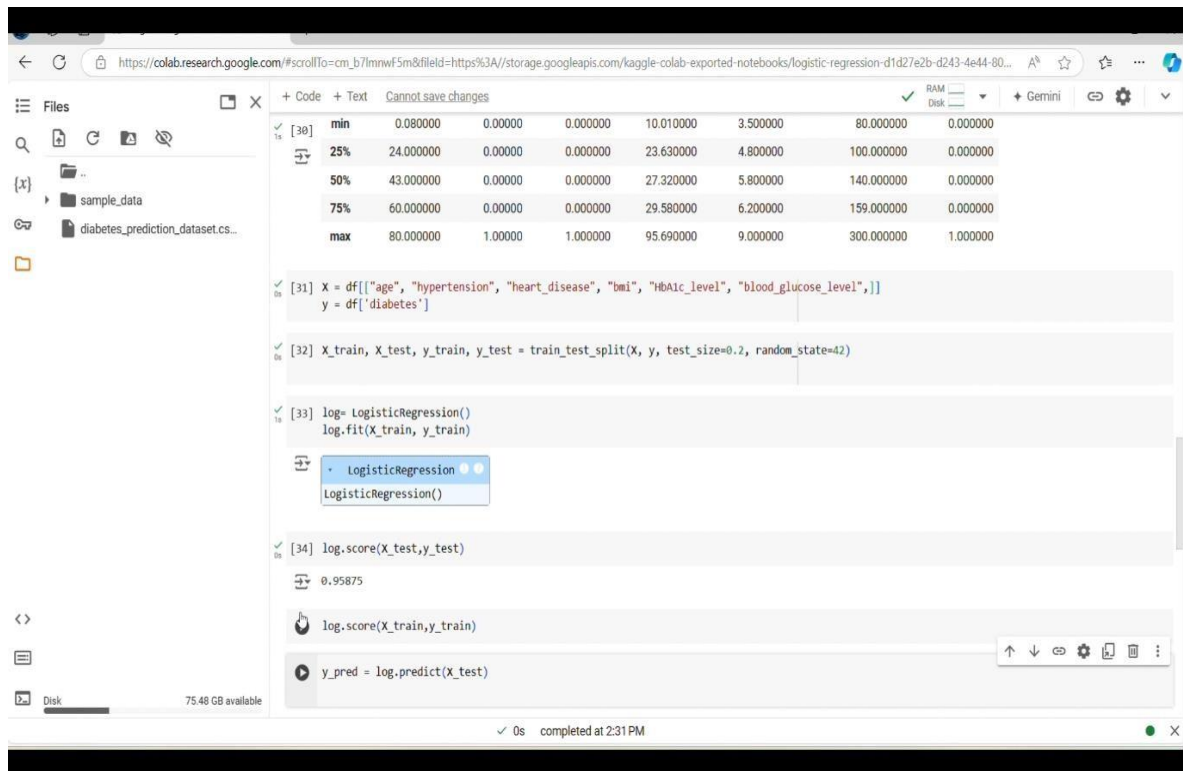 https://colab.research.google.com/#scrollTo=cm_b7ImnwF5m&fileId=https%3A//storage.googleapis.com/kaggle-colab-exported-notebooks/logistic-regression-d1d27e2b-d243-4e44-80...
Files
+ Code + Text Cannot save changes
RAM
Disk
Gemini
..
sample_data
diabetes_prediction_dataset.cs...
{x}
[30]
1s
min 0.080000 0.00000 0.000000 10.010000 3.500000 80.000000 0.000000
25% 24.000000 0.00000 0.000000 23.630000 4.800000 100.000000 0.000000
50% 43.000000 0.00000 0.000000 27.320000 5.800000 140.000000 0.000000
75% 60.000000 0.00000 0.000000 29.580000 6.200000 159.000000 0.000000
max 80.000000 1.00000 1.000000 95.690000 9.000000 300.000000 1.000000
[31] X = df[["age", "hypertension", "heart_disease", "bmi", "HbA1c_level", "blood_glucose_level",]]
0s
y = df['diabetes']
[32] X_train, X_test, y_train, y_test = train_test_split(X, y, test_size=0.2, random_state=42)
0s
[33] log= LogisticRegression()
1s
log.fit(X_train, y_train)
LogisticRegression
LogisticRegression()
[34] log.score(X_test,y_test)
0s
0.95875
log.score(X_train,y_train)
y_pred = log.predict(X_test)
Disk 75.48 GB available
0s completed at 2:31 PM